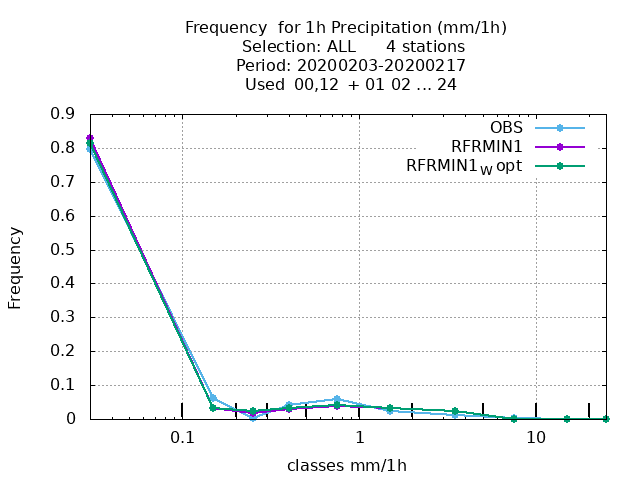 Frequency  for 1h Precipitation (mm/1h)
Selection: ALL      4 stations
Period: 20200203-20200217
Used  00,12  + 01 02 ... 24
OBS
RFRMIN1
RFRMIN1W opt
0.9
0.8
0.7
0.6
0.5
0.4
0.3
0.2
0.1
0
Frequency
0.1
1
10
classes mm/1h